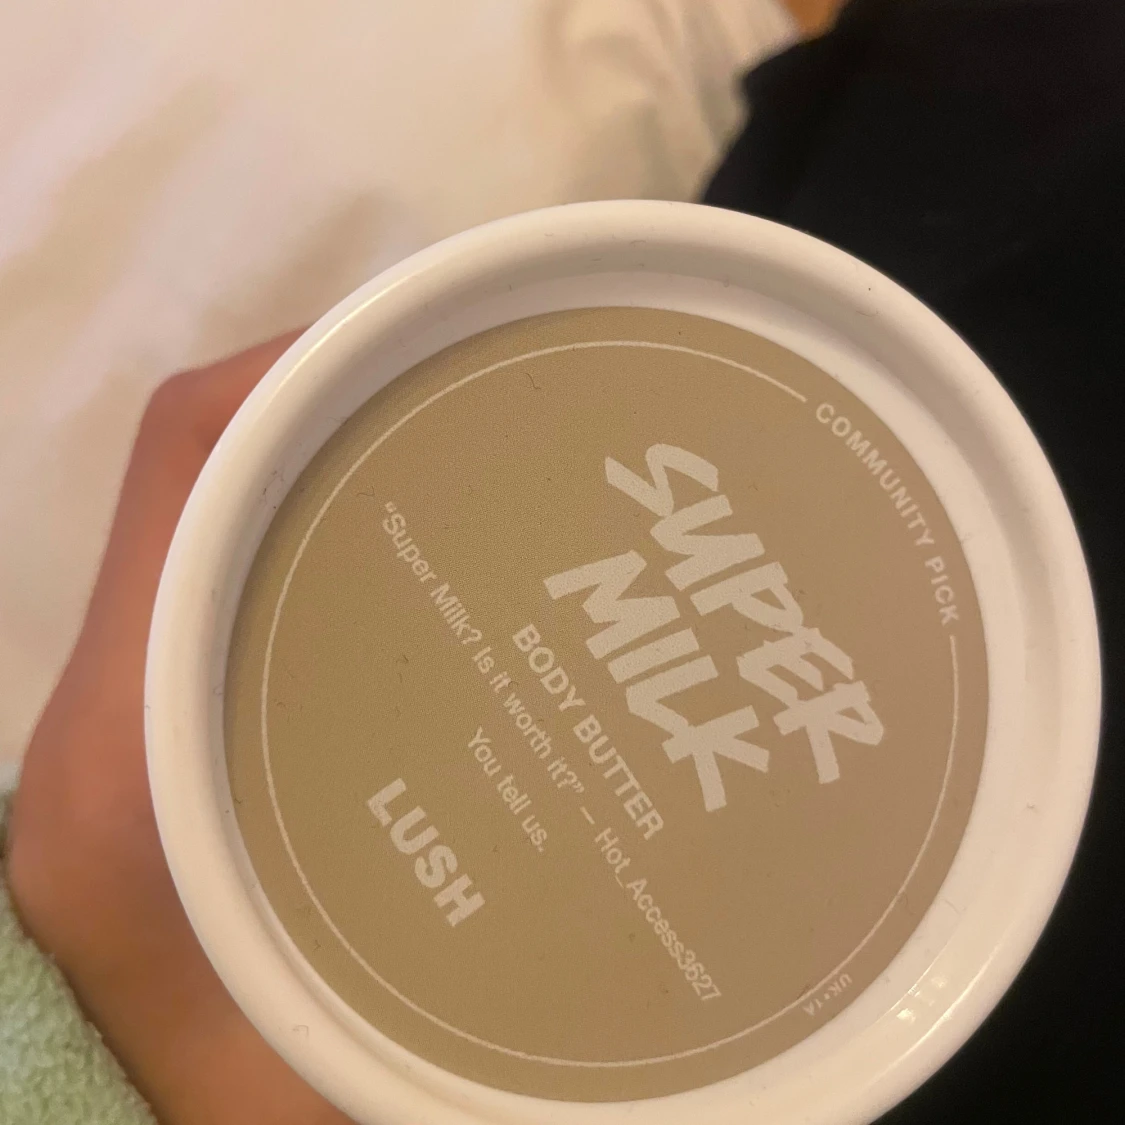 COMMUNITY PICK
SUPER
MILK
BODY BUTTER
“Super Milk? Is it worth it?” – Hot_Access3627
You tell us.
LUSH